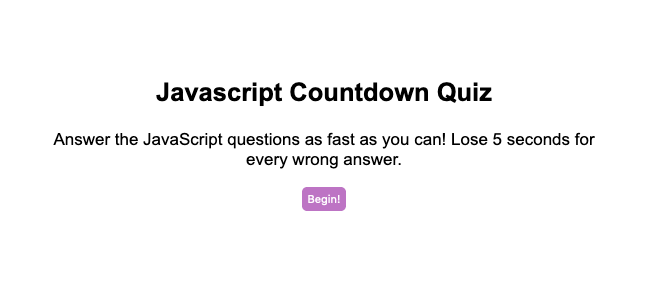 Javascript Countdown Quiz
Answer the JavaScript questions as fast as you can! Lose 5 seconds for
every wrong answer.
Begin!